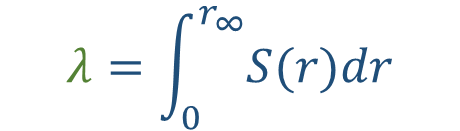 λ = ∫₀^{r∞} S(r)dr